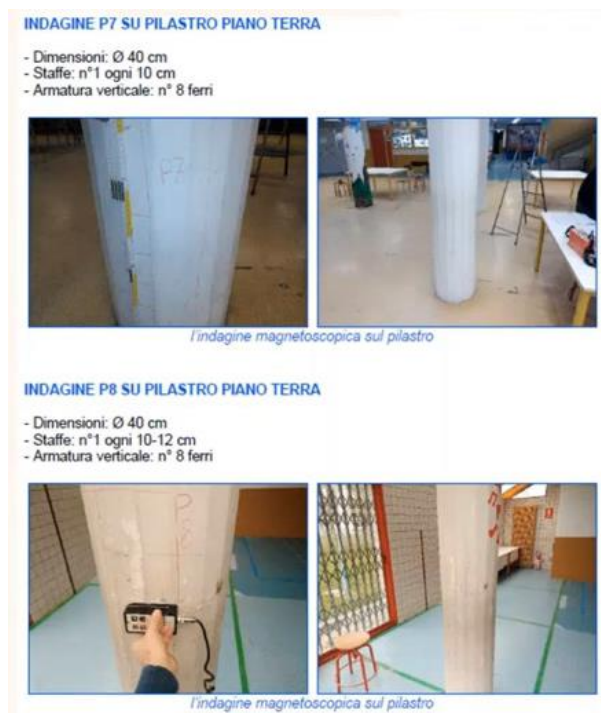 INDAGINE P7 SU PILASTRO PIANO TERRA
- Dimensioni: Ø 40 cm
- Staffe: n°1 ogni 10 cm
- Armatura verticale: n° 8 ferri
P7
l'indagine magnetoscopica sul pilastro
INDAGINE P8 SU PILASTRO PIANO TERRA
- Dimensioni: Ø 40 cm
- Staffe: n°1 ogni 10-12 cm
- Armatura verticale: n° 8 ferri
P8
l'indagine magnetoscopica sul pilastro